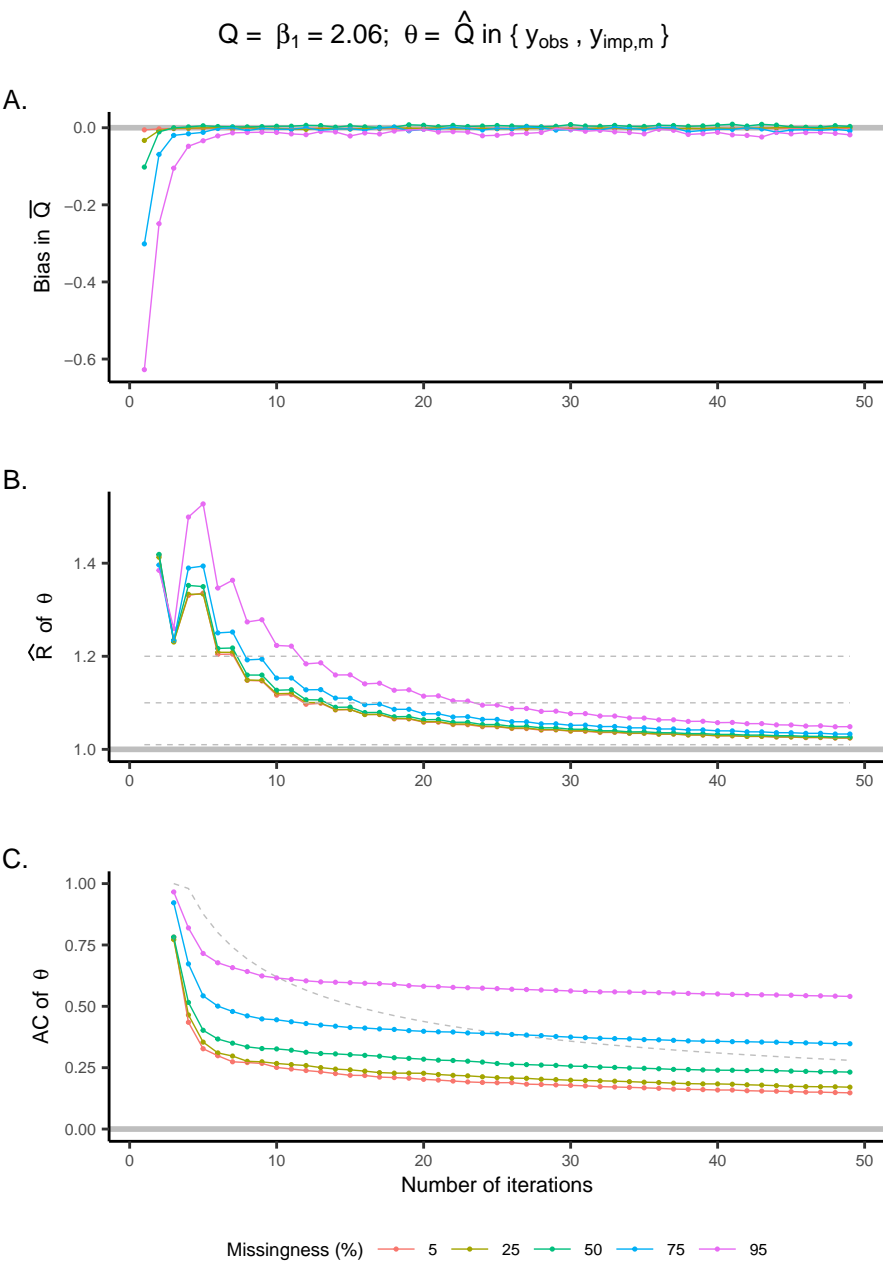 Q = β₁ = 2.06; θ = Q̂ in { y_obs , y_imp,m }
A.
0.0
−0.2
−0.4
−0.6
Bias in Q̅
0 10 20 30 40 50
B.
1.4
1.2
1.0
R̂ of θ
0 10 20 30 40 50
C.
1.00
0.75
0.50
0.25
0.00
AC of θ
0 10 20 30 40 50
Number of iterations
Missingness (%) 5 25 50 75 95